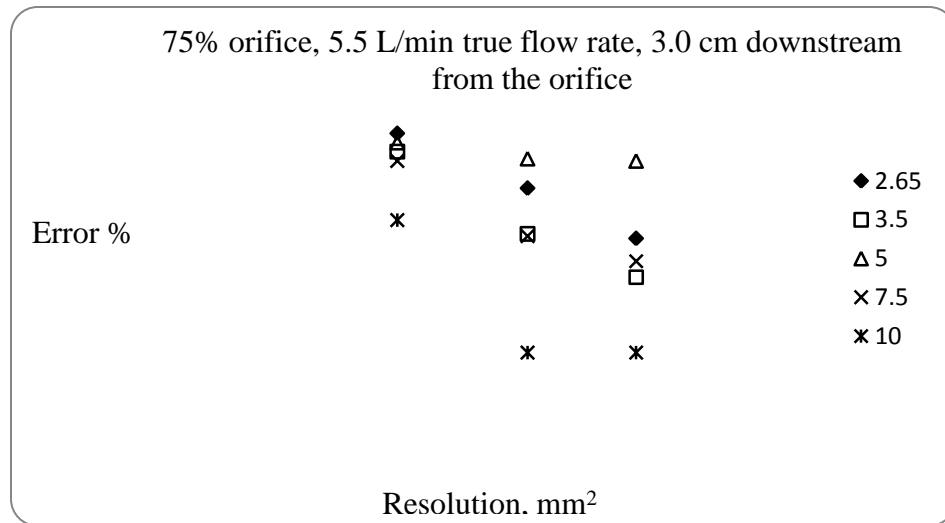 75% orifice, 5.5 L/min true flow rate, 3.0 cm downstream
from the orifice
Error %
2.65
3.5
5
7.5
10
Resolution, mm²